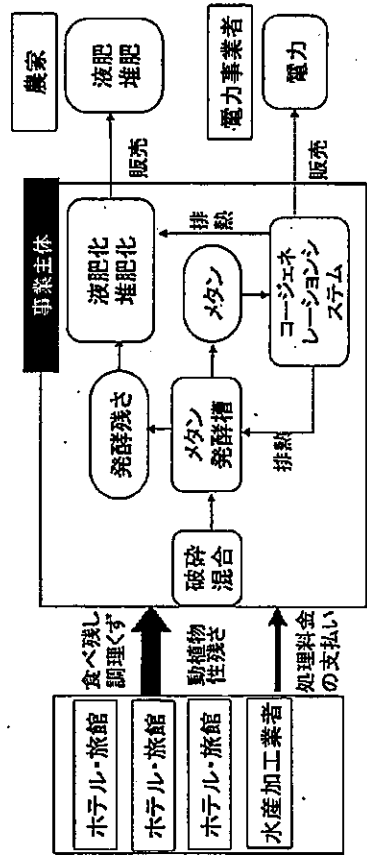 ホテル・旅館
ホテル・旅館
ホテル・旅館
水産加工業者
食べ残し
調理くず
動植物
性残さ
処理料金
の支払い
事業主体
破砕
混合
メタン
発酵槽
発酵残さ
メタン
液肥化
堆肥化
コージェネ
レーションシ
ステム
排熱
排熱
販売
販売
農家
液肥
堆肥
電力事業者
電力